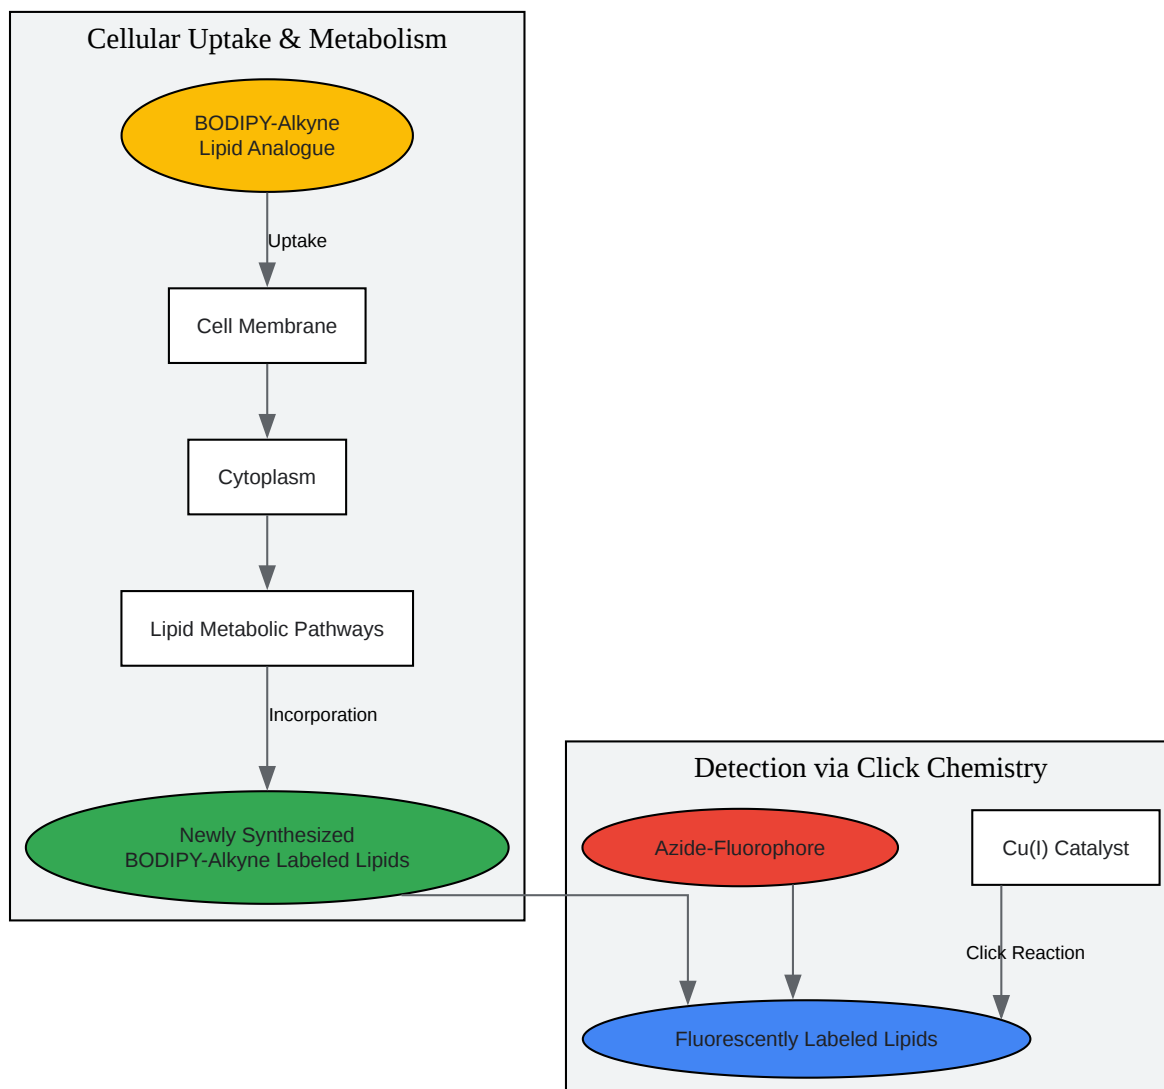 Cellular Uptake & Metabolism
BODIPY-Alkyne
Lipid Analogue
Uptake
Cell Membrane
Cytoplasm
Lipid Metabolic Pathways
Incorporation
Newly Synthesized
BODIPY-Alkyne Labeled Lipids
Detection via Click Chemistry
Azide-Fluorophore
Cu(I) Catalyst
Click Reaction
Fluorescently Labeled Lipids